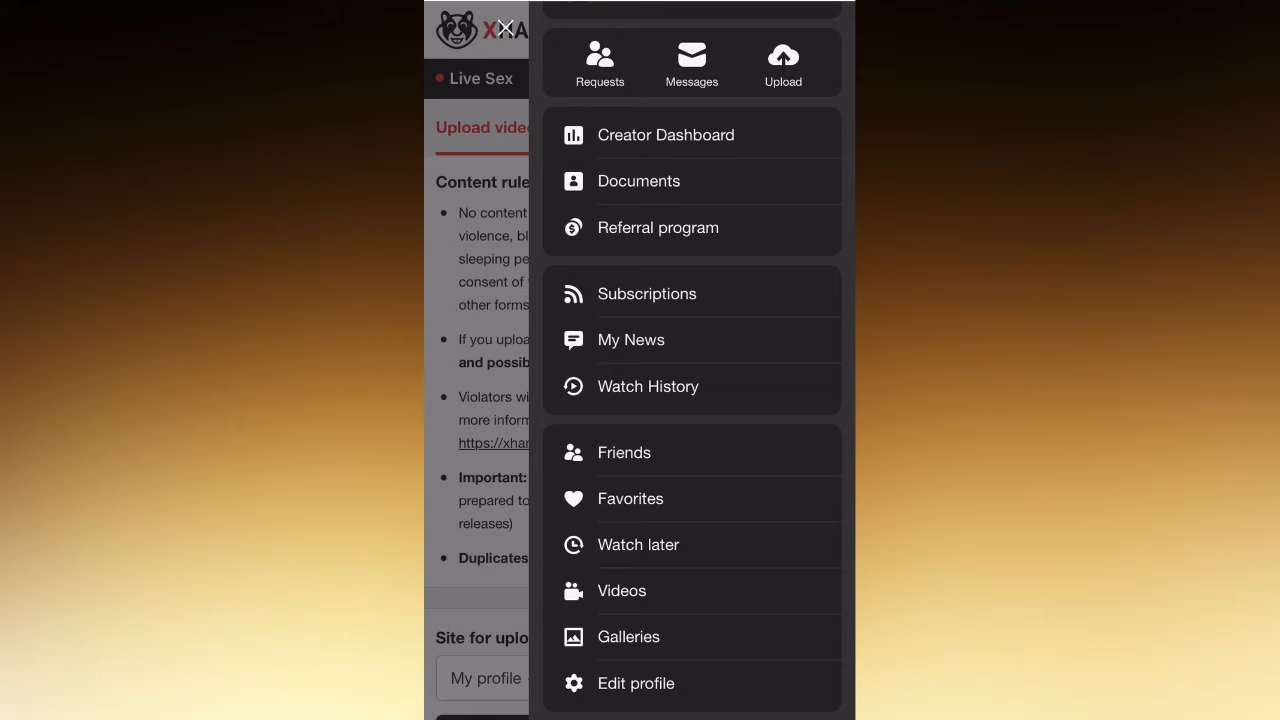 XHA
Live Sex
Upload vide
Content rule
No content
violence, bl
sleeping pe
consent of
other forms
If you uploa
and possib
Violators wi
more inforn
https://xhar
Important:
prepared to
releases)
Duplicates
Site for uplo
My profile
Requests
Messages
Upload
Creator Dashboard
Documents
Referral program
Subscriptions
My News
Watch History
Friends
Favorites
Watch later
Videos
Galleries
Edit profile